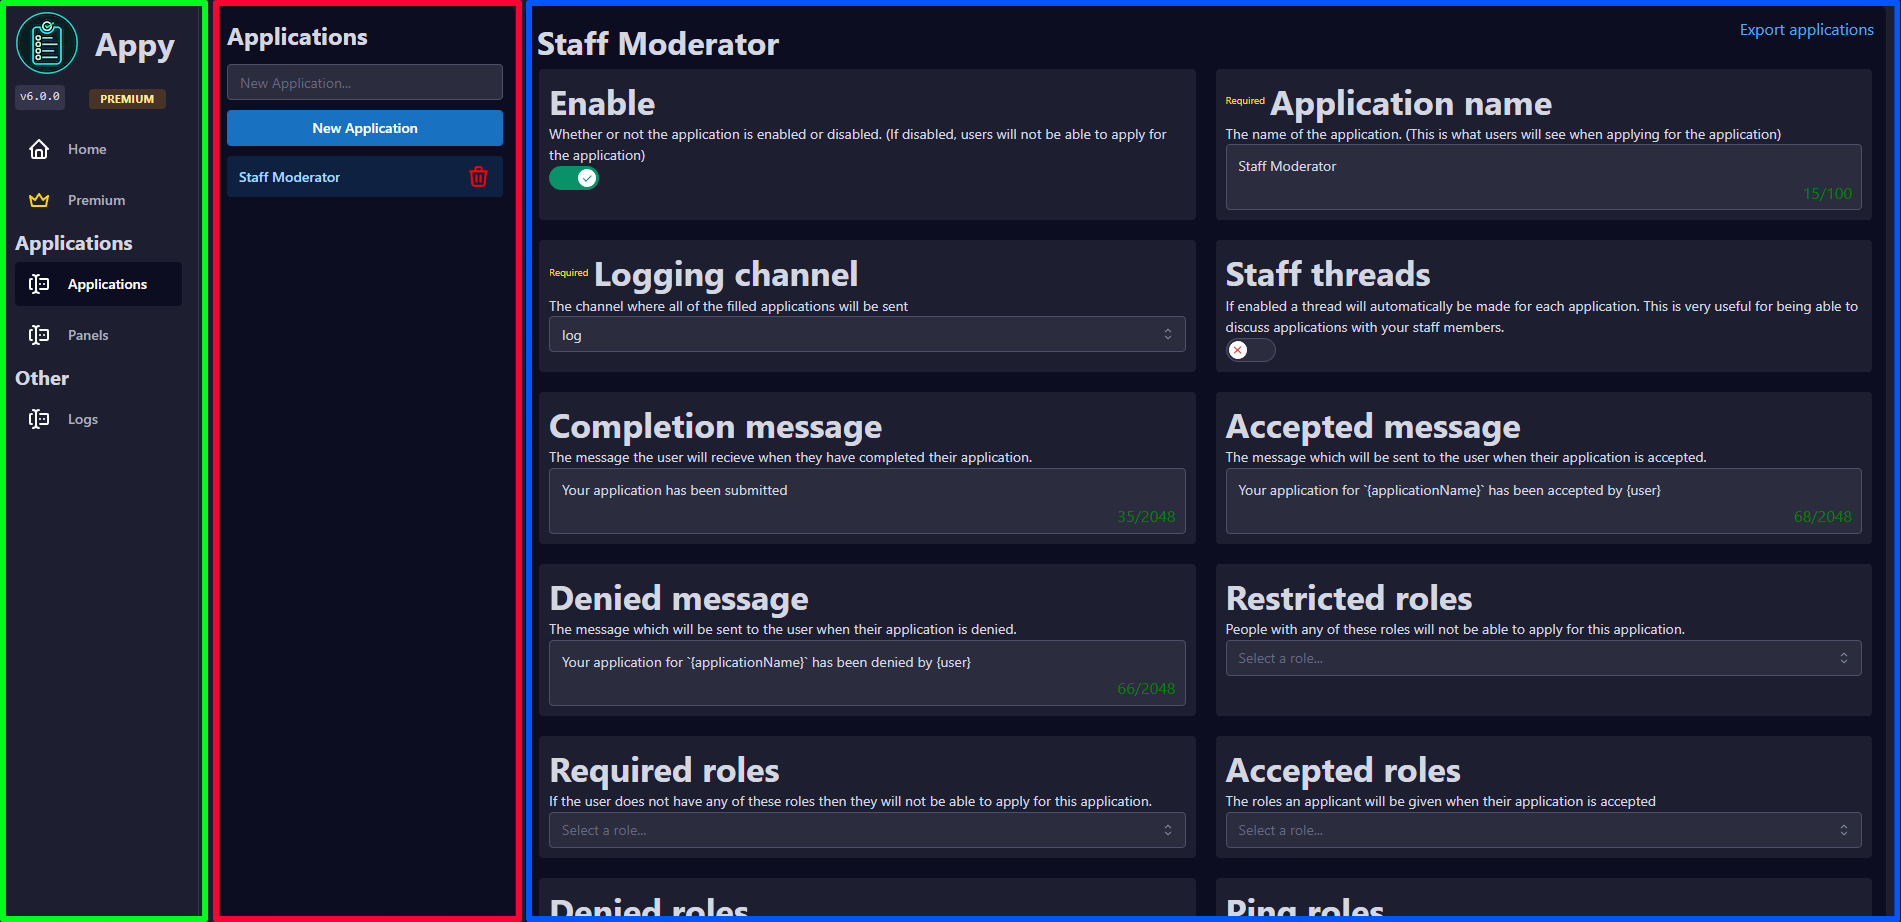 Appy
v6.0.0
PREMIUM
Home
Premium
Applications
Applications
Panels
Other
Logs
Applications
New Application...
New Application
Staff Moderator
Export applications
Staff Moderator
Enable
Whether or not the application is enabled or disabled. (If disabled, users will not be able to apply for
the application)
Required Application name
The name of the application. (This is what users will see when applying for the application)
Staff Moderator
15/100
Required Logging channel
The channel where all of the filled applications will be sent
log
Staff threads
If enabled a thread will automatically be made for each application. This is very useful for being able to
discuss applications with your staff members.
Completion message
The message the user will recieve when they have completed their application.
Your application has been submitted
35/2048
Accepted message
The message which will be sent to the user when their application is accepted.
Your application for `{applicationName}` has been accepted by {user}
68/2048
Denied message
The message which will be sent to the user when their application is denied.
Your application for `{applicationName}` has been denied by {user}
66/2048
Restricted roles
People with any of these roles will not be able to apply for this application.
Select a role...
Required roles
If the user does not have any of these roles then they will not be able to apply for this application.
Select a role...
Accepted roles
The roles an applicant will be given when their application is accepted
Select a role...
Denied roles
Ping roles